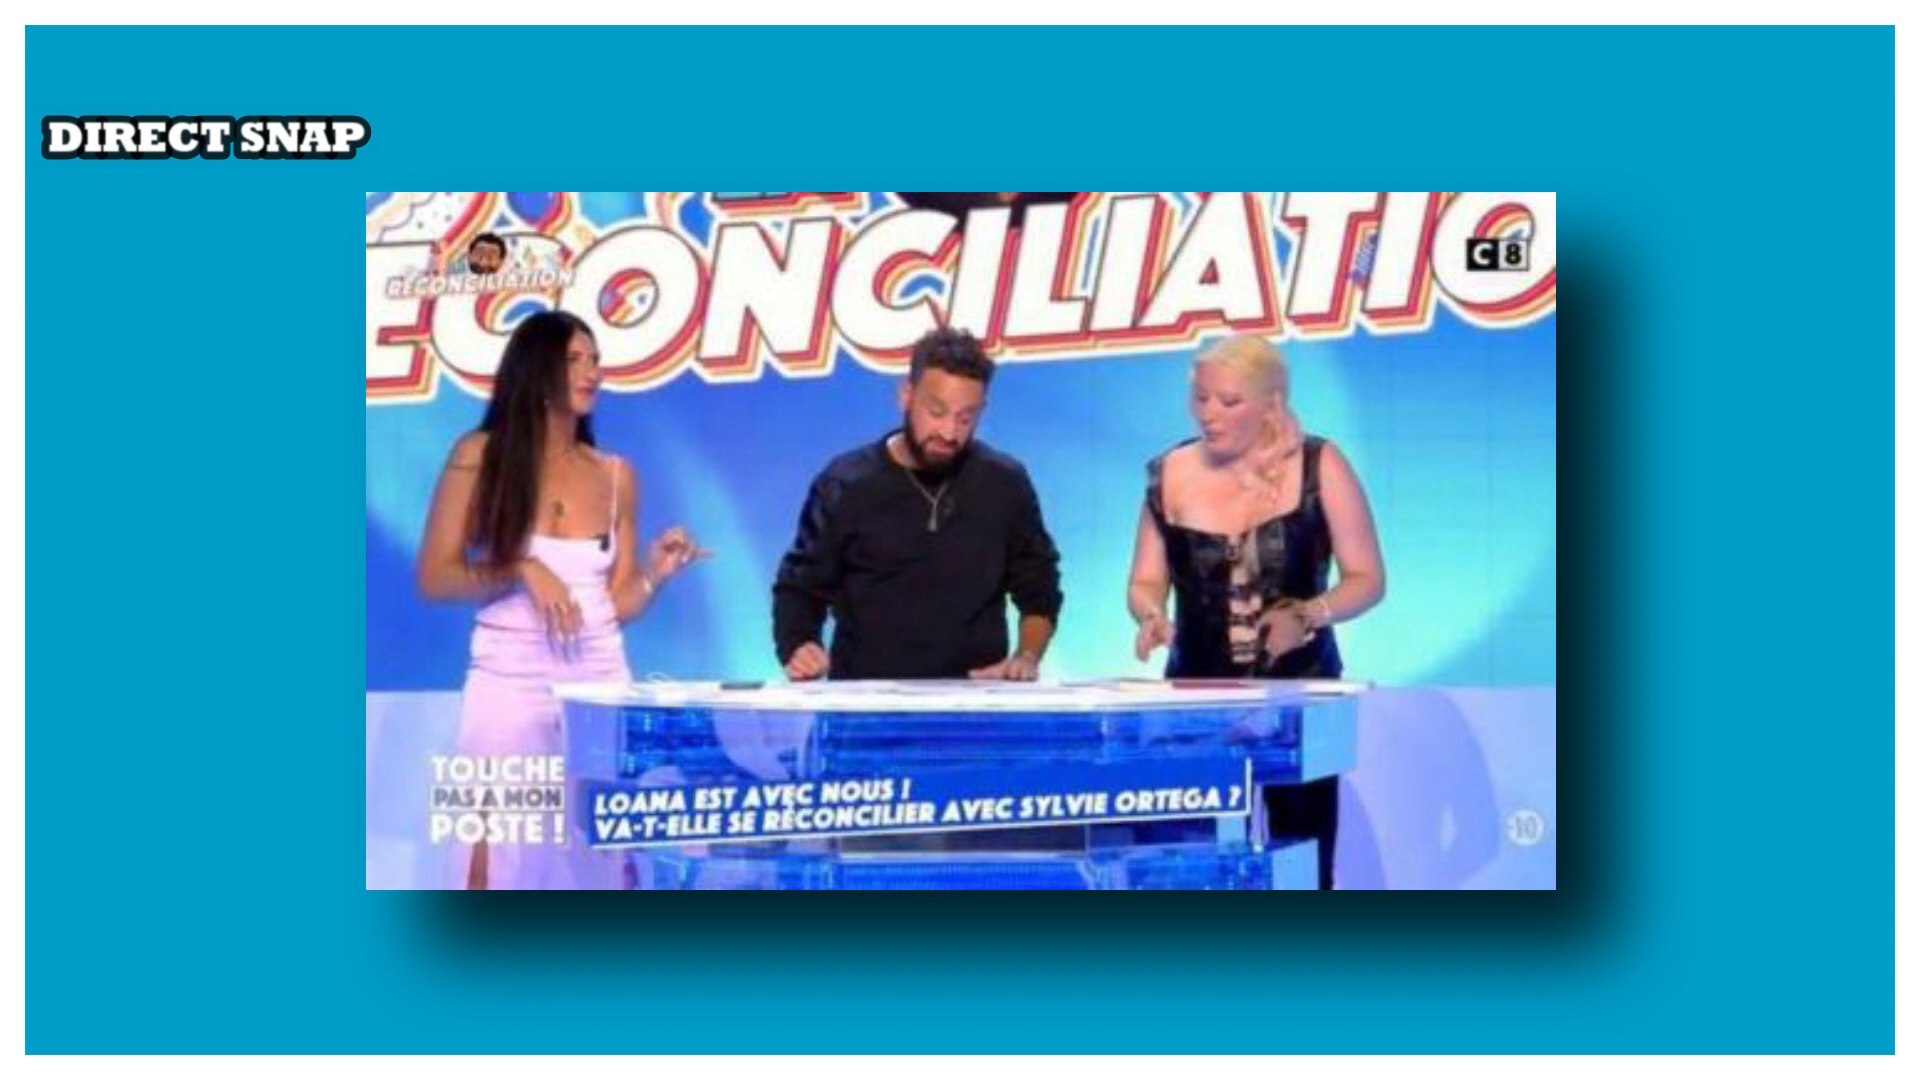 DIRECT SNAP
ECONCILIATIO
RÉCONCILIATION
C8
TOUCHE
PAS A MON
POSTE !
LOANA EST AVEC NOUS !
VA-T-ELLE SE RÉCONCILIER AVEC SYLVIE ORTEGA ?
-10